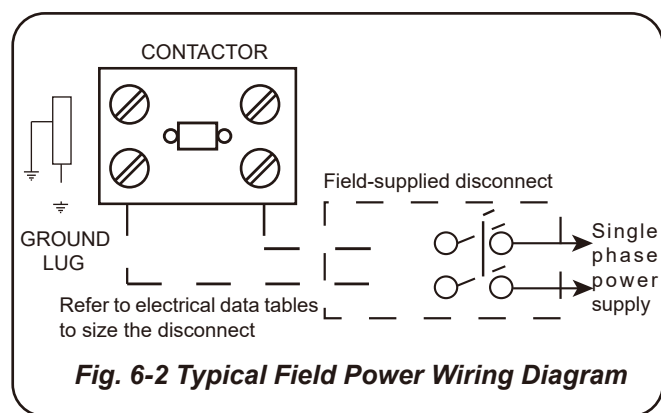 CONTACTOR
Field-supplied disconnect
GROUND
LUG
Single
phase
power
supply
Refer to electrical data tables
to size the disconnect
Fig. 6-2 Typical Field Power Wiring Diagram